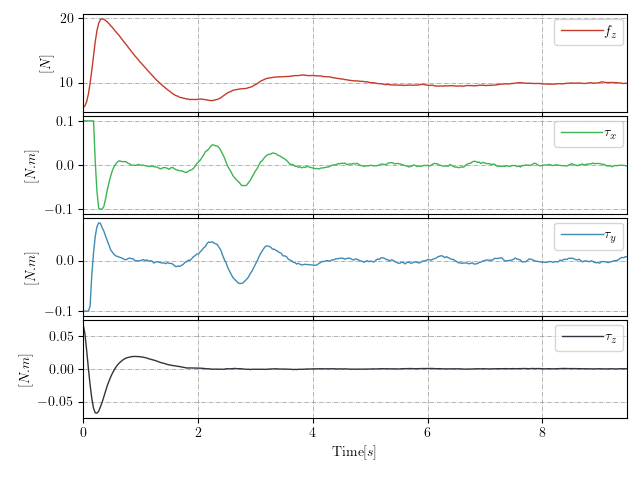 20
10
[N]
f_z
0.1
0.0
−0.1
[N.m]
τ_x
0.0
−0.1
[N.m]
τ_y
0.05
0.00
−0.05
[N.m]
τ_z
0 2 4 6 8
Time[s]